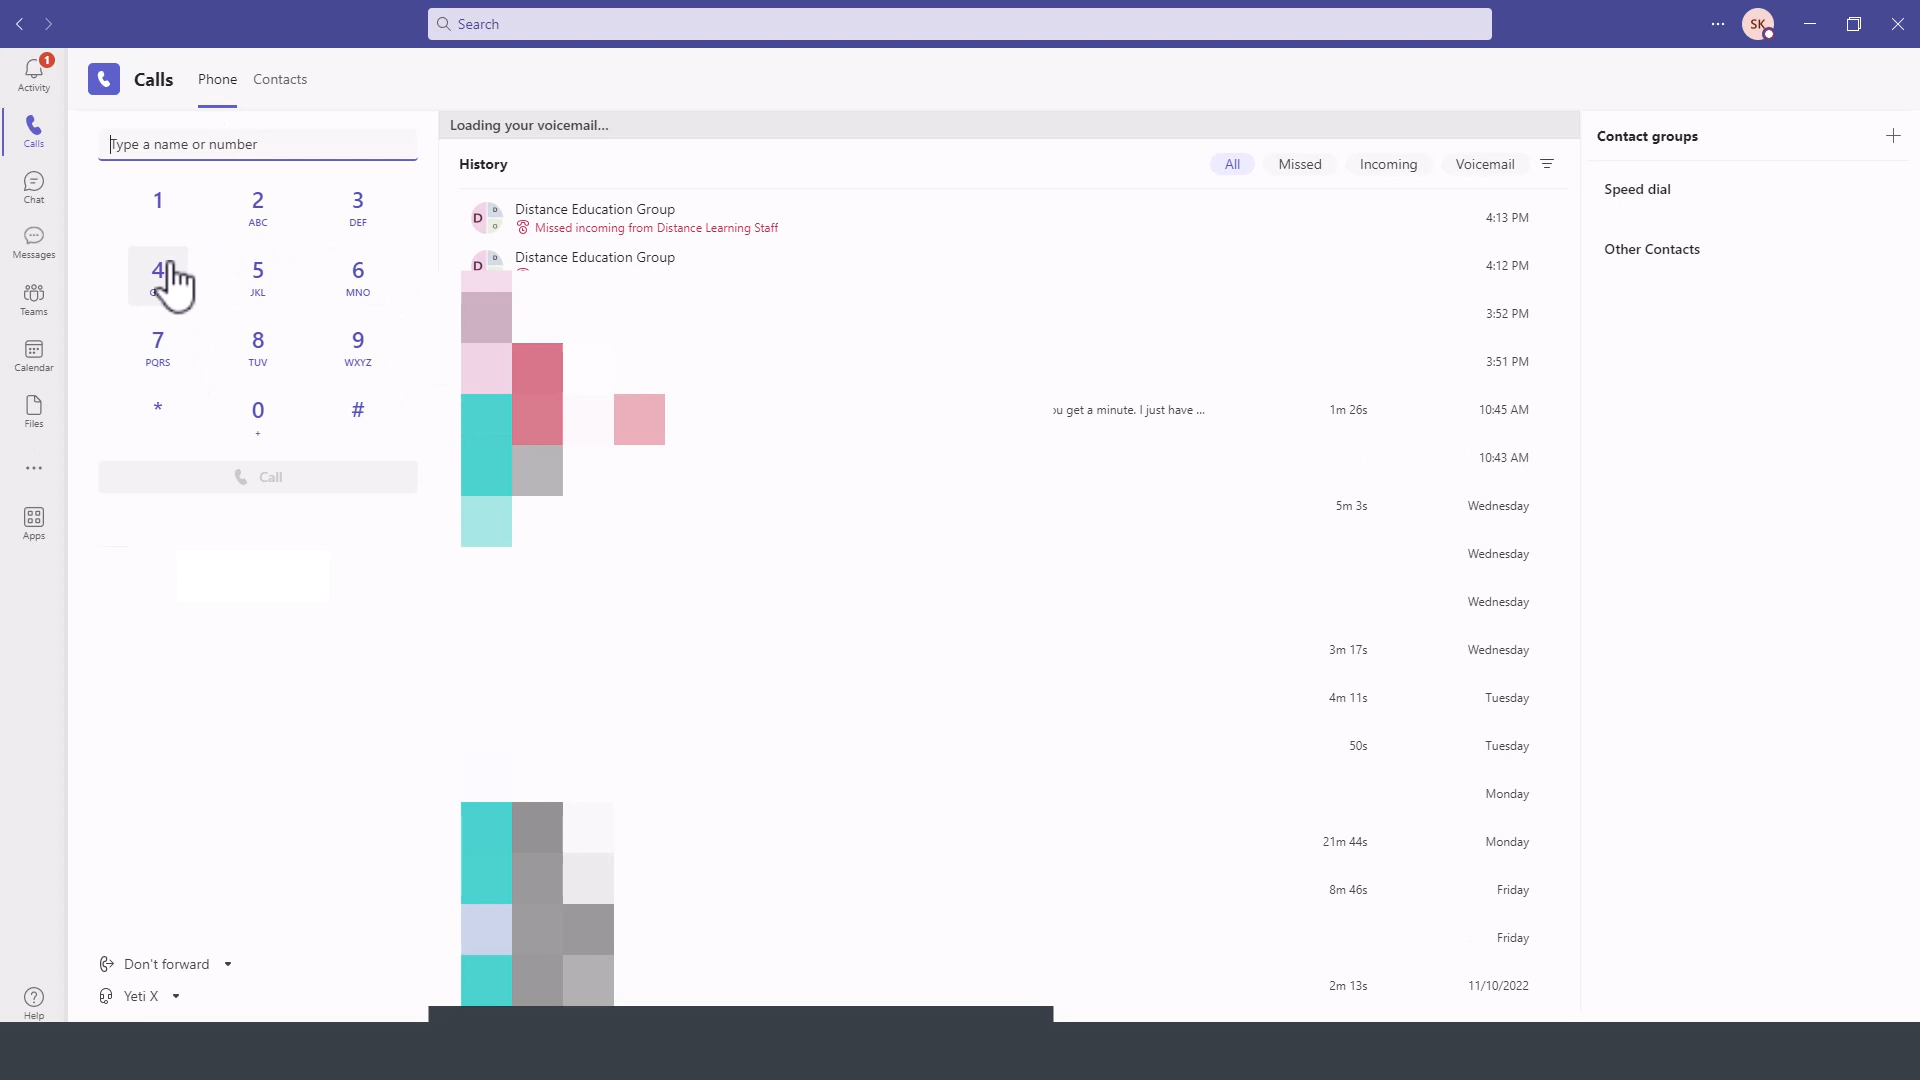 Search
SK
1
Activity
Calls
Chat
Messages
Teams
Calendar
Files
Apps
Help
Calls
Phone
Contacts
Type a name or number
1
2
3
ABC
DEF
4
5
6
JKL
MNO
7
8
9
PQRS
TUV
WXYZ
*
0
#
+
Call
Don't forward
Yeti X
Loading your voicemail...
History
All
Missed
Incoming
Voicemail
D
D
O
Distance Education Group
4:13 PM
Missed incoming from Distance Learning Staff
D
D
Distance Education Group
4:12 PM
3:52 PM
3:51 PM
ou get a minute. I just have ...
1m 26s
10:45 AM
10:43 AM
5m 3s
Wednesday
Wednesday
Wednesday
3m 17s
Wednesday
4m 11s
Tuesday
50s
Tuesday
Monday
21m 44s
Monday
8m 46s
Friday
Friday
2m 13s
11/10/2022
Contact groups
Speed dial
Other Contacts